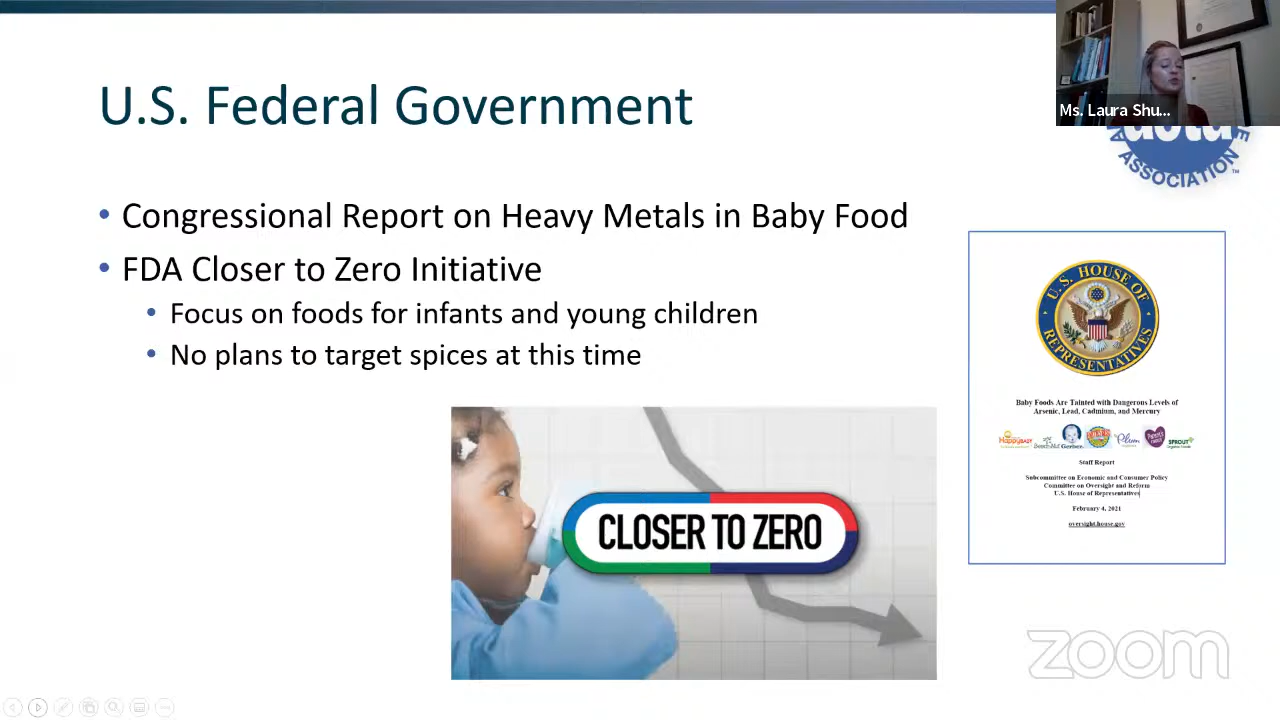 U.S. Federal Government
Ms. Laura Shu...
ASSOCIATION
• Congressional Report on Heavy Metals in Baby Food
• FDA Closer to Zero Initiative
• Focus on foods for infants and young children
• No plans to target spices at this time
CLOSER TO ZERO
U.S. HOUSE OF
REPRESENTATIVES
Baby Foods Are Tainted with Dangerous Levels of
Arsenic, Lead, Cadmium, and Mercury
HappyBABY
Gerber
Plum
SPROUT
Staff Report
Subcommittee on Economic and Consumer Policy
Committee on Oversight and Reform
U.S. House of Representatives
February 4, 2021
oversight.house.gov
zoom